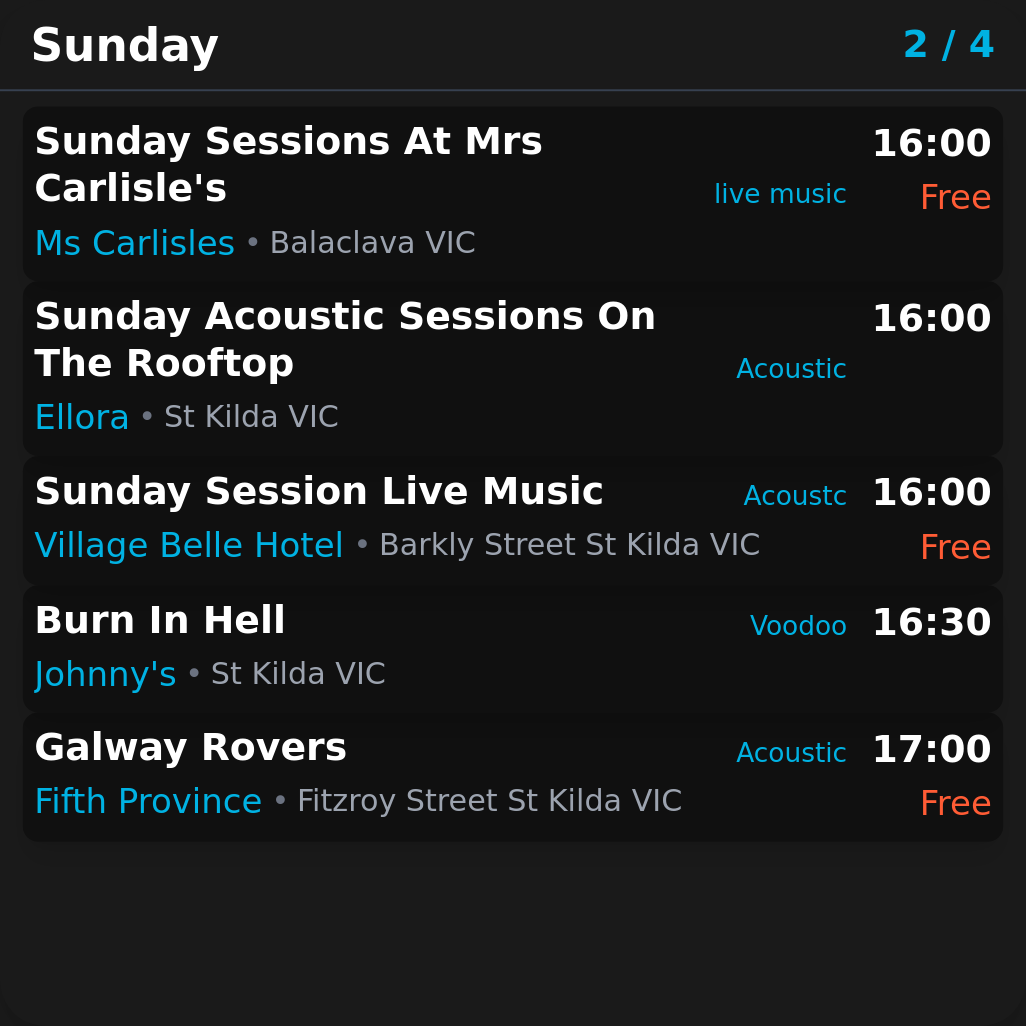 Sunday 2 / 4
Sunday Sessions At Mrs 16:00
Carlisle's live music Free
Ms Carlisles • Balaclava VIC
Sunday Acoustic Sessions On 16:00
The Rooftop Acoustic
Ellora • St Kilda VIC
Sunday Session Live Music Acoustc 16:00
Village Belle Hotel • Barkly Street St Kilda VIC Free
Burn In Hell Voodoo 16:30
Johnny's • St Kilda VIC
Galway Rovers Acoustic 17:00
Fifth Province • Fitzroy Street St Kilda VIC Free